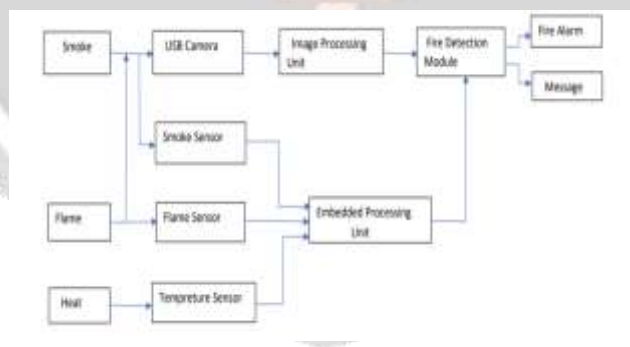 Smoke
USB Camera
Image Processing
Unit
Fire Detection
Module
Fire Alarm
Message
Smoke Sensor
Flame
Flame Sensor
Embedded Processing
Unit
Heat
Tempreture Sensor